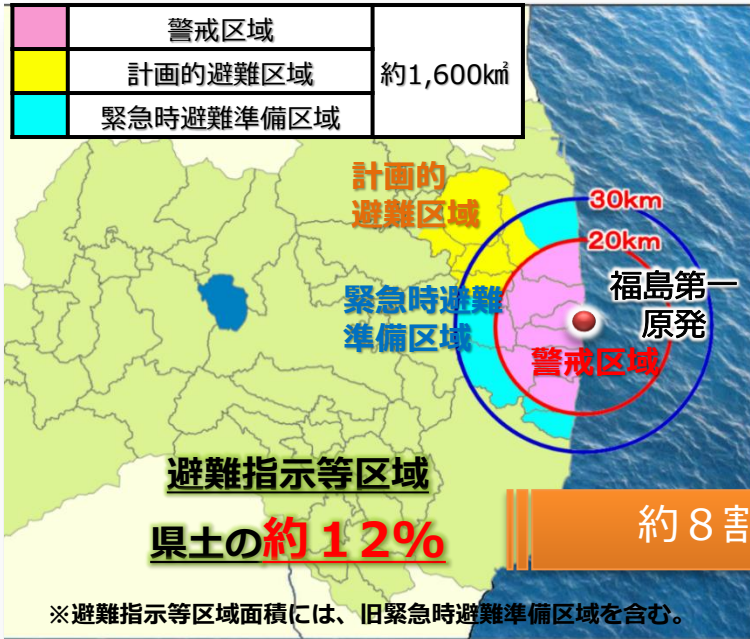 警戒区域
計画的避難区域
緊急時避難準備区域
約1,600㎢
計画的
避難区域
30km
20km
福島第一
原発
緊急時避難
準備区域
警戒区域
避難指示等区域
県土の約12%
約8割
※避難指示等区域面積には、旧緊急時避難準備区域を含む。